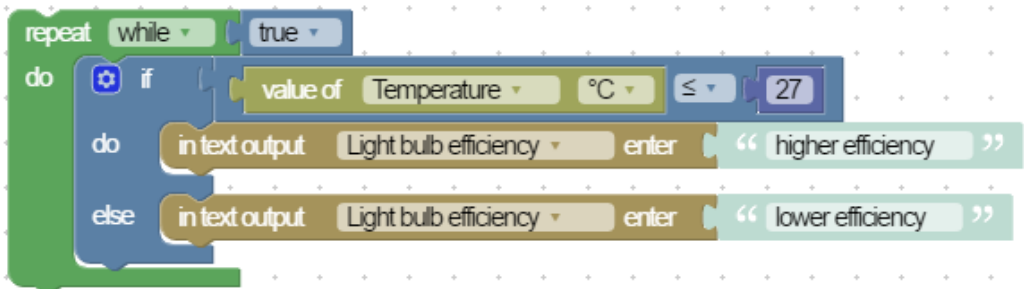 repeat while true
do if value of Temperature °C ≤ 27
do in text output Light bulb efficiency enter “ higher efficiency ”
else in text output Light bulb efficiency enter “ lower efficiency ”